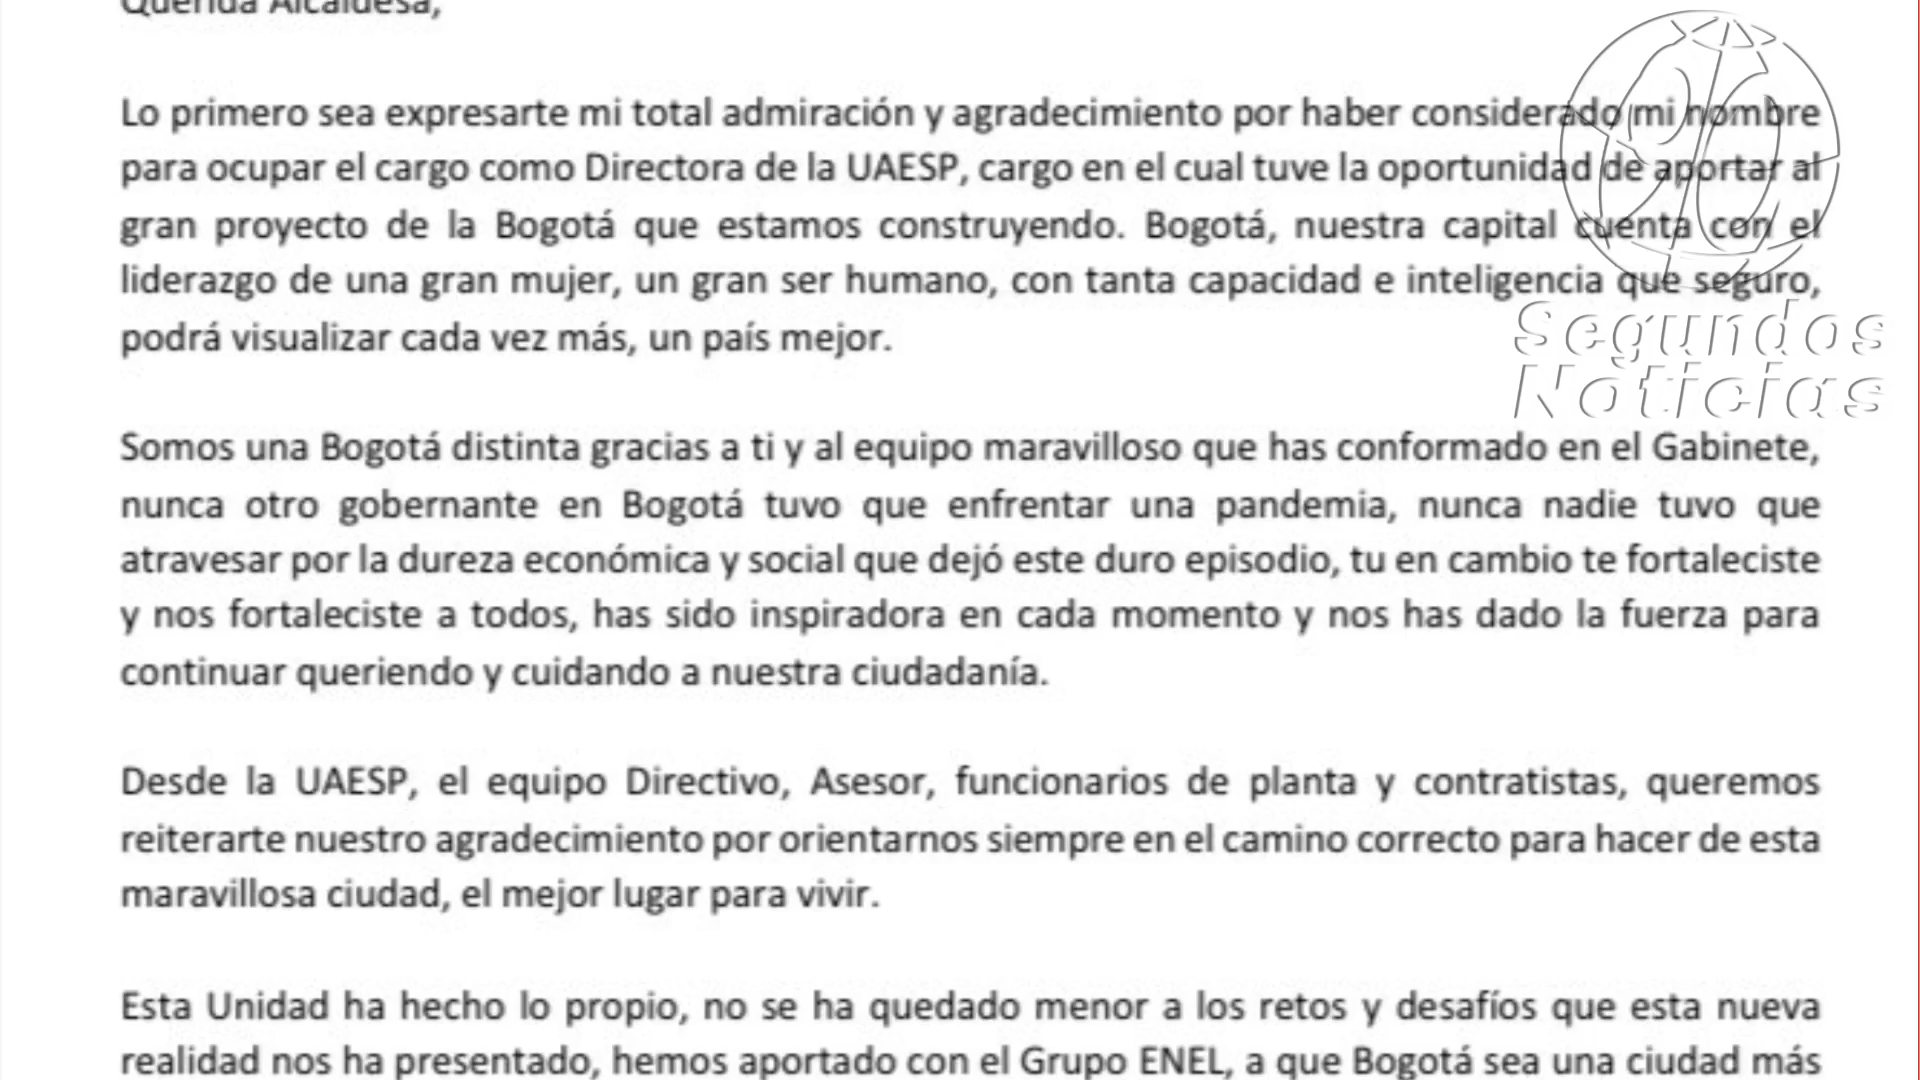 Querida Alcaldesa,
Lo primero sea expresarte mi total admiración y agradecimiento por haber considerado mi nombre
para ocupar el cargo como Directora de la UAESP, cargo en el cual tuve la oportunidad de aportar al
gran proyecto de la Bogotá que estamos construyendo. Bogotá, nuestra capital cuenta con el
liderazgo de una gran mujer, un gran ser humano, con tanta capacidad e inteligencia que seguro,
podrá visualizar cada vez más, un país mejor.
Somos una Bogotá distinta gracias a ti y al equipo maravilloso que has conformado en el Gabinete,
nunca otro gobernante en Bogotá tuvo que enfrentar una pandemia, nunca nadie tuvo que
atravesar por la dureza económica y social que dejó este duro episodio, tu en cambio te fortaleciste
y nos fortaleciste a todos, has sido inspiradora en cada momento y nos has dado la fuerza para
continuar queriendo y cuidando a nuestra ciudadanía.
Desde la UAESP, el equipo Directivo, Asesor, funcionarios de planta y contratistas, queremos
reiterarte nuestro agradecimiento por orientarnos siempre en el camino correcto para hacer de esta
maravillosa ciudad, el mejor lugar para vivir.
Esta Unidad ha hecho lo propio, no se ha quedado menor a los retos y desafíos que esta nueva
realidad nos ha presentado, hemos aportado con el Grupo ENEL, a que Bogotá sea una ciudad más
90
Segundos
Noticias